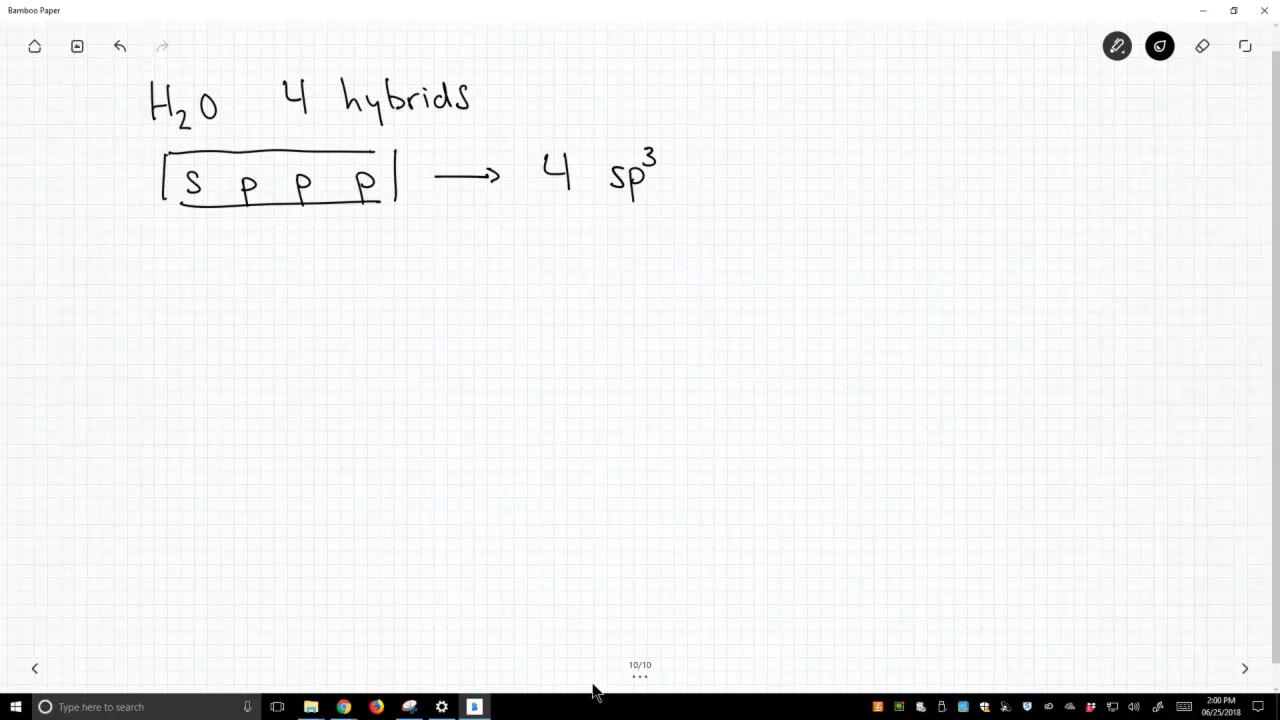 Bamboo Paper
H₂O 4 hybrids
s p p p → 4 sp³
10/10
Type here to search
2:00 PM
06/25/2018